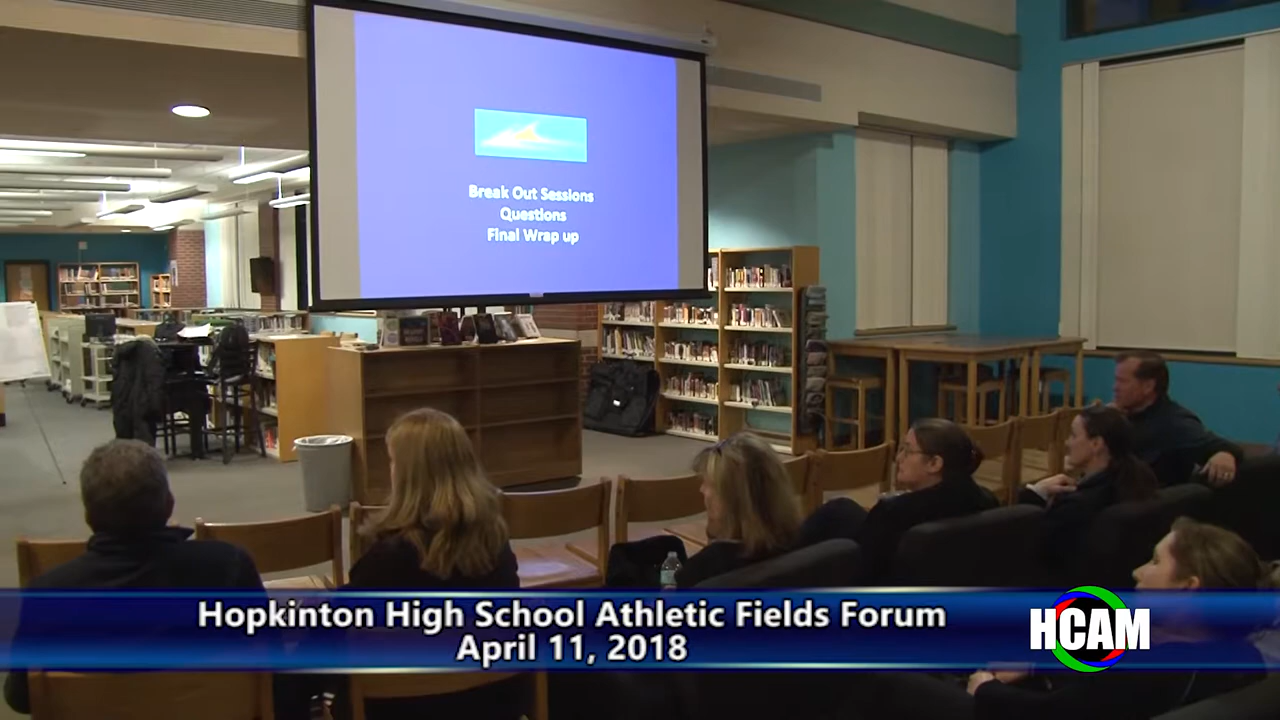 Break Out Sessions
Questions
Final Wrap up
Hopkinton High School Athletic Fields Forum
April 11, 2018
HCAM